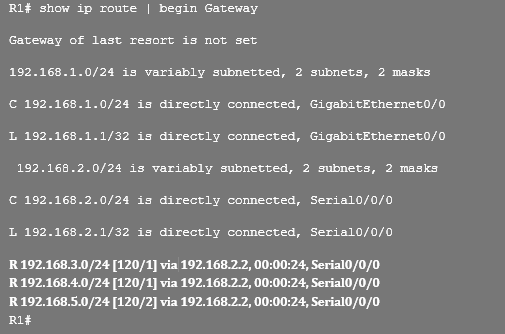 R1# show ip route | begin Gateway
Gateway of last resort is not set
192.168.1.0/24 is variably subnetted, 2 subnets, 2 masks
C 192.168.1.0/24 is directly connected, GigabitEthernet0/0
L 192.168.1.1/32 is directly connected, GigabitEthernet0/0
192.168.2.0/24 is variably subnetted, 2 subnets, 2 masks
C 192.168.2.0/24 is directly connected, Serial0/0/0
L 192.168.2.1/32 is directly connected, Serial0/0/0
R 192.168.3.0/24 [120/1] via 192.168.2.2, 00:00:24, Serial0/0/0
R 192.168.4.0/24 [120/1] via 192.168.2.2, 00:00:24, Serial0/0/0
R 192.168.5.0/24 [120/2] via 192.168.2.2, 00:00:24, Serial0/0/0
R1#